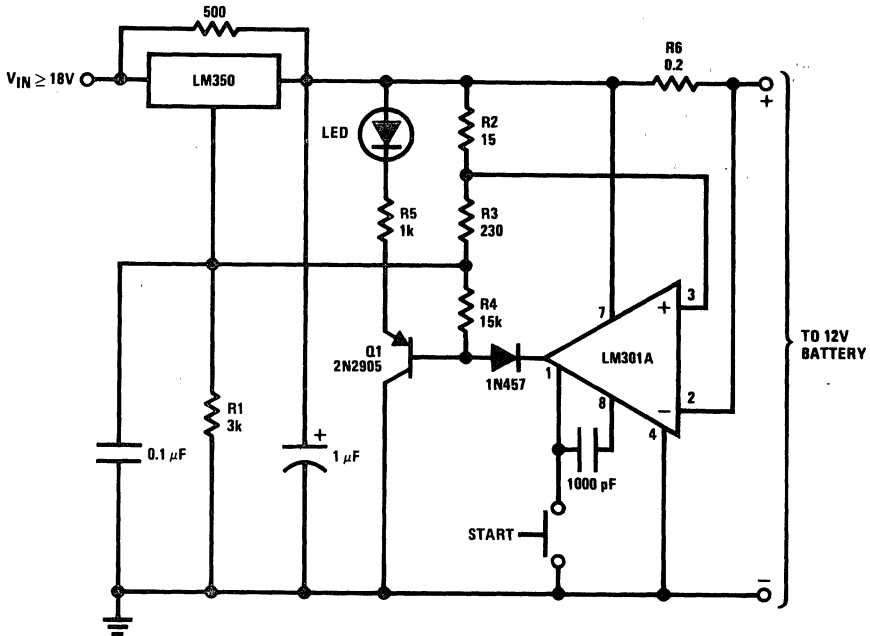 500
V IN ≥ 18V
LM350
R6
0.2
+
LED
R2
15
R5
1k
R3
230
R4
15k
7
+
3
TO 12V
BATTERY
Q1
2N2905
1N457
1
LM301A
8
−
2
4
R1
3k
0.1 μF
+
1 μF
1000 pF
START
−